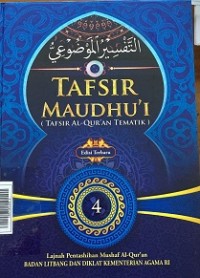 التفسير الموضوعي
TAFSIR
MAUDHU'I
( TAFSIR AL-QUR'AN TEMATIK )
Edisi Terbaru
4
Lajnah Pentashihan Mushaf Al-Qur'an
BADAN LITBANG DAN DIKLAT KEMENTERIAN AGAMA RI